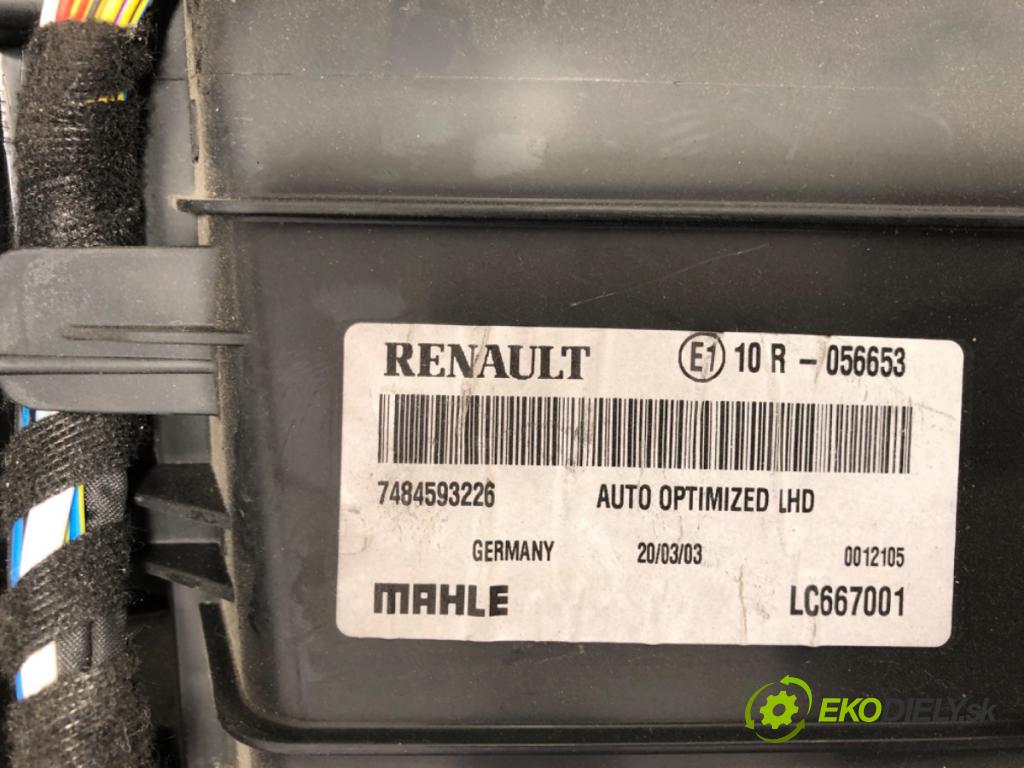 RENAULT E1 10 R - 056653
7484593226 AUTO OPTIMIZED LHD
GERMANY 20/03/03 0012105
MAHLE LC667001
EKODIELY.sk